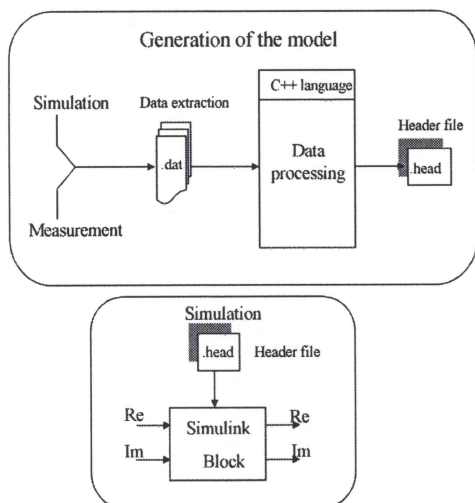 Generation of the model
C++ language
Simulation
Data extraction
Header file
.dat
Data
processing
.head
Measurement
Simulation
.head
Header file
Re
Re
Simulink
Im
Im
Block